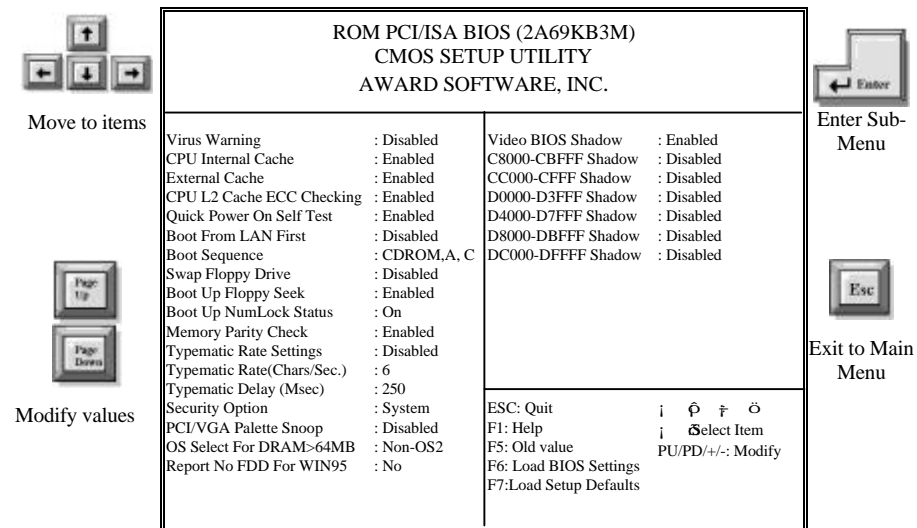 ROM PCI/ISA BIOS (2A69KB3M)
CMOS SETUP UTILITY
AWARD SOFTWARE, INC.
Enter
Move to items
Enter Sub-
Menu
Virus Warning : Disabled
CPU Internal Cache : Enabled
External Cache : Enabled
CPU L2 Cache ECC Checking : Enabled
Quick Power On Self Test : Enabled
Boot From LAN First : Disabled
Boot Sequence : CDROM,A, C
Swap Floppy Drive : Disabled
Boot Up Floppy Seek : Enabled
Boot Up NumLock Status : On
Memory Parity Check : Enabled
Typematic Rate Settings : Disabled
Typematic Rate(Chars/Sec.) : 6
Typematic Delay (Msec) : 250
Security Option : System
PCI/VGA Palette Snoop : Disabled
OS Select For DRAM>64MB : Non-OS2
Report No FDD For WIN95 : No
Video BIOS Shadow : Enabled
C8000-CBFFF Shadow : Disabled
CC000-CFFF Shadow : Disabled
D0000-D3FFF Shadow : Disabled
D4000-D7FFF Shadow : Disabled
D8000-DBFFF Shadow : Disabled
DC000-DFFFF Shadow : Disabled
Page
Up
Page
Down
Modify values
Esc
Exit to Main
Menu
ESC: Quit
F1: Help
F5: Old value
F6: Load BIOS Settings
F7:Load Setup Defaults
Select Item
PU/PD/+/-: Modify